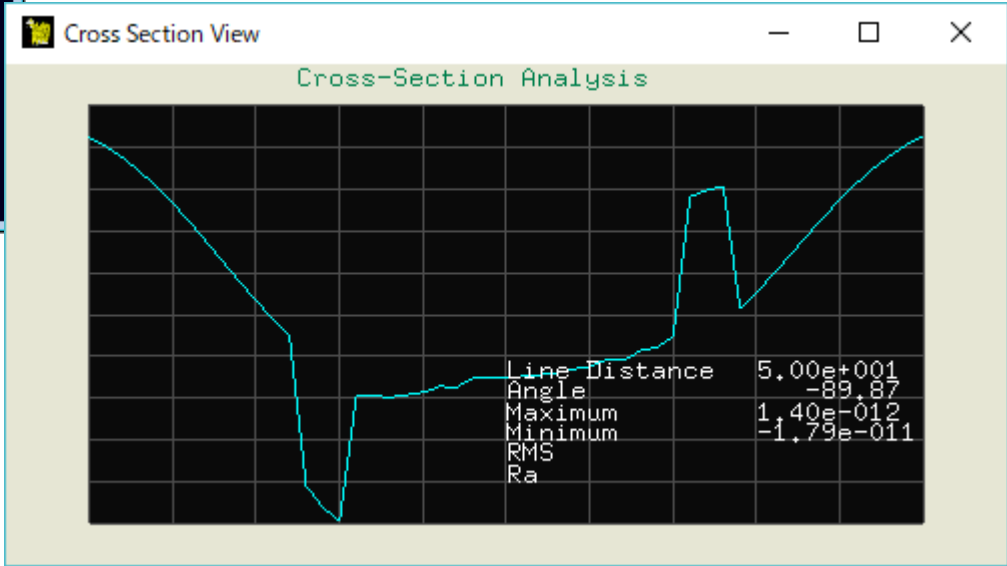 Cross Section View
Cross-Section Analysis
Line Distance 5.00e+001
Angle -89.87
Maximum 1.40e-012
Minimum -1.79e-011
RMS
Ra